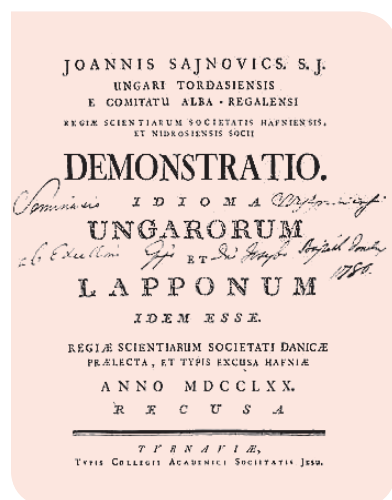 JOANNIS SAJNOVICS. S. J.
UNGARI TORDASIENSIS
E COMITATU ALBA · REGALENSI
REGIÆ SCIENTIARUM SOCIETATIS HAFNIENSIS,
ET NIDROSIENSIS SOCII
DEMONSTRATIO.
IDIOMA
UNGARORUM
ET
LAPPONUM
IDEM ESSE.
REGIÆ SCIENTIARUM SOCIETATI DANICÆ
PRÆLECTA, ET TYPIS EXCUSA HAFNIÆ
ANNO MDCCLXX.
RECUSA
TYRNAVIÆ,
TYPIS COLLEGII ACADEMICI SOCIETATIS JESU.
1780.